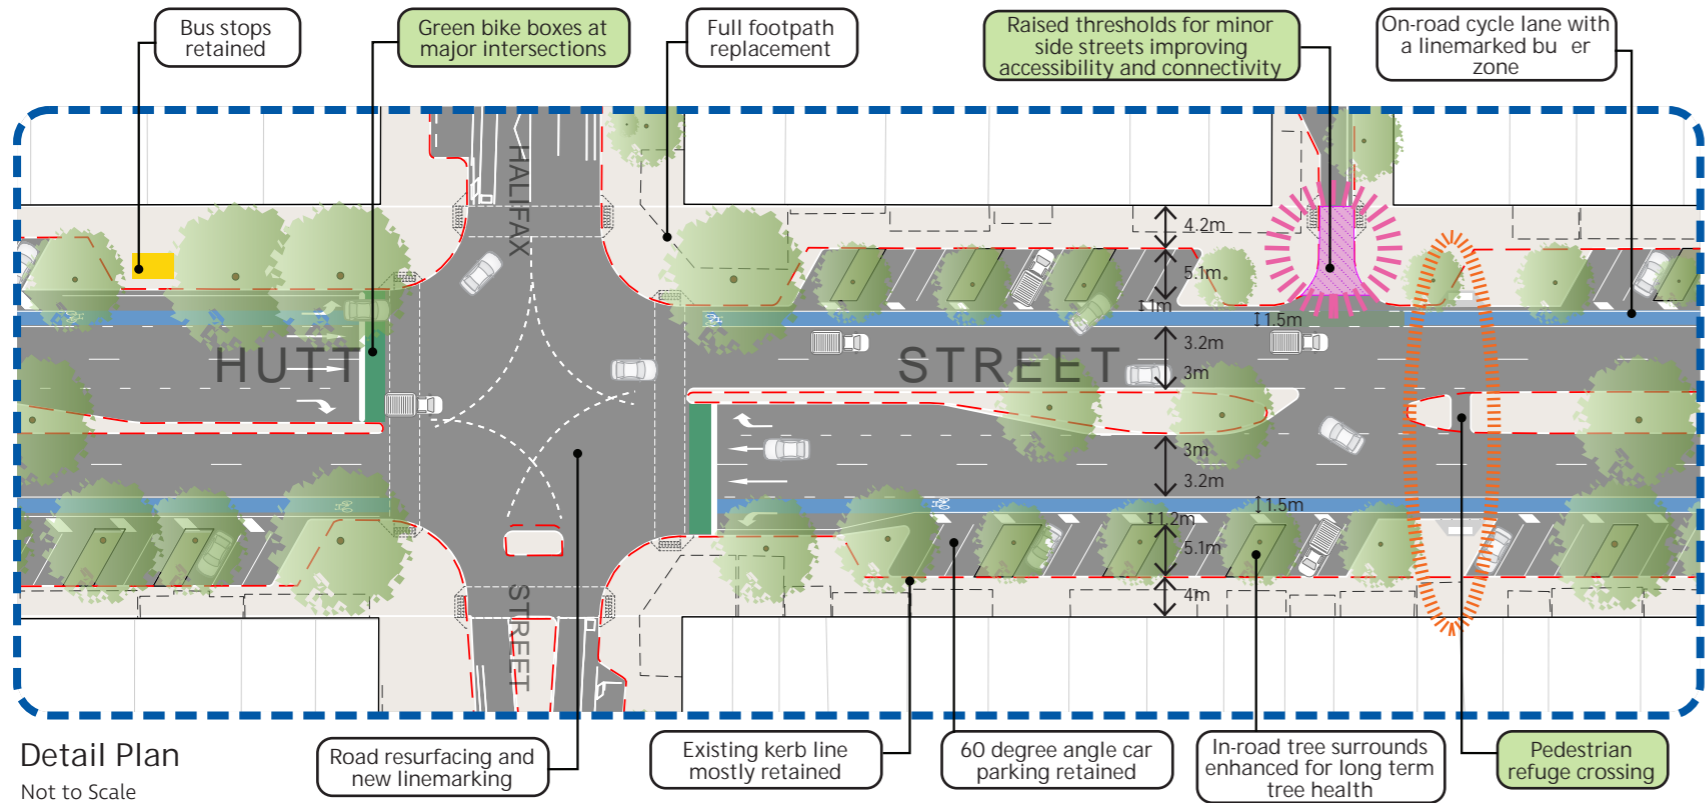 Bus stops
retained
Green bike boxes at
major intersections
Full footpath
replacement
Raised thresholds for minor
side streets improving
accessibility and connectivity
On-road cycle lane with
a linemarked bu er
zone
HALIFAX
STREET
HUTT
STREET
4.2m
5.1m
1m
1.5m
3.2m
3m
3m
3.2m
1.5m
1.2m
5.1m
4m
Detail Plan
Not to Scale
Road resurfacing and
new linemarking
Existing kerb line
mostly retained
60 degree angle car
parking retained
In-road tree surrounds
enhanced for long term
tree health
Pedestrian
refuge crossing